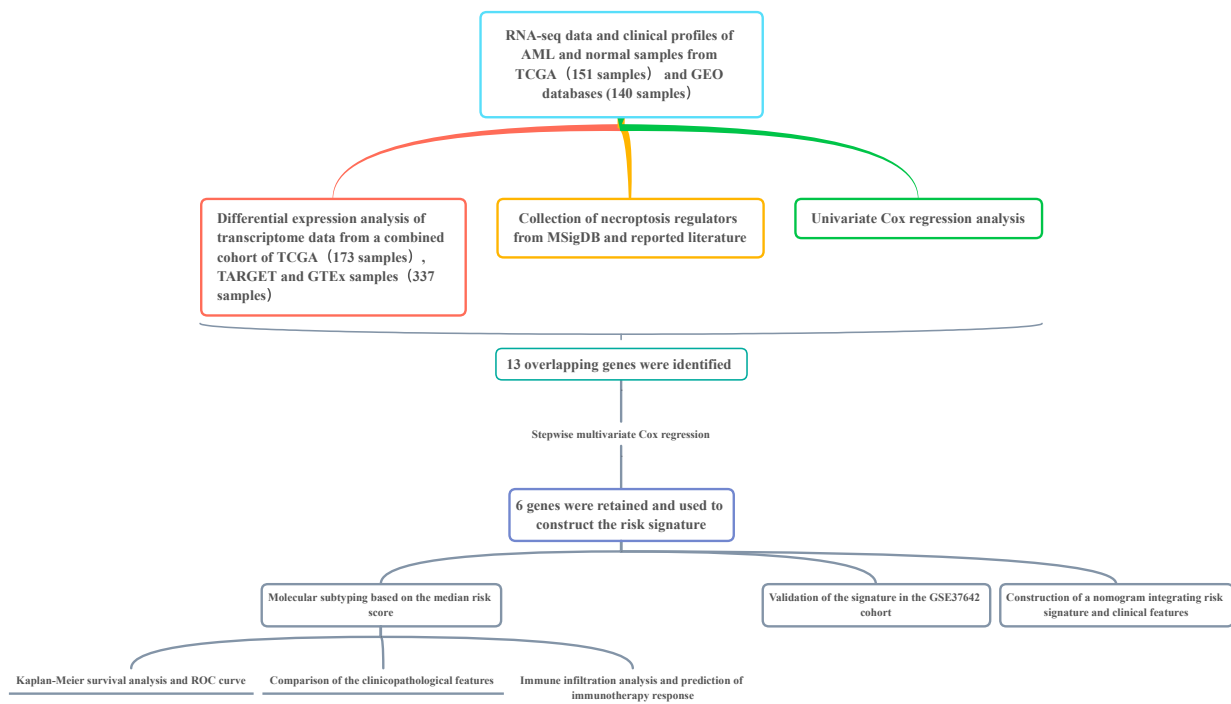 RNA-seq data and clinical profiles of
AML and normal samples from
TCGA（151 samples） and GEO
databases (140 samples）
Differential expression analysis of
transcriptome data from a combined
cohort of TCGA（173 samples）,
TARGET and GTEx samples（337
samples）
Collection of necroptosis regulators
from MSigDB and reported literature
Univariate Cox regression analysis
13 overlapping genes were identified
Stepwise multivariate Cox regression
6 genes were retained and used to
construct the risk signature
Molecular subtyping based on the median risk
score
Validation of the signature in the GSE37642
cohort
Construction of a nomogram integrating risk
signature and clinical features
Kaplan-Meier survival analysis and ROC curve
Comparison of the clinicopathological features
Immune infiltration analysis and prediction of
immunotherapy response